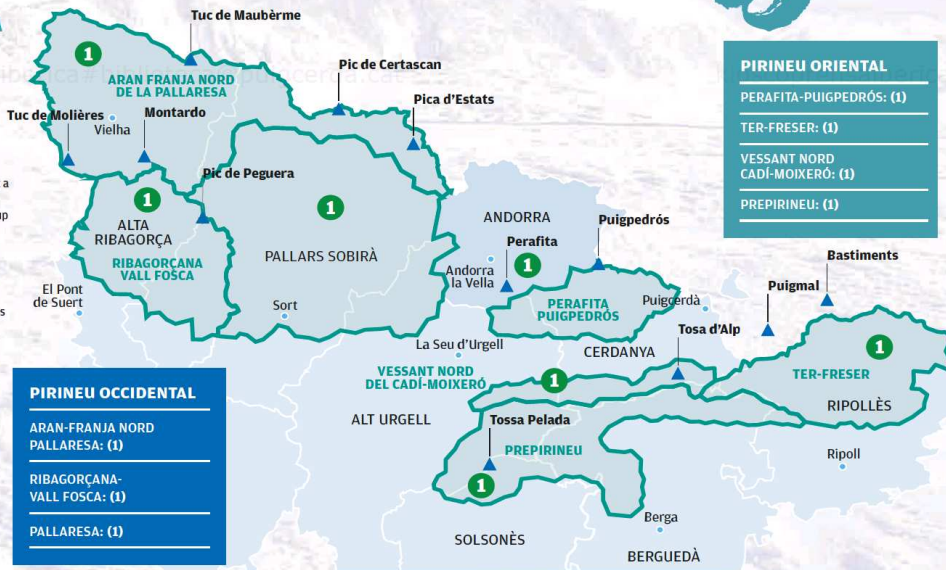 Tuc de Maubèrme
1
ARAN FRANJA NORD
DE LA PALLARESA
Pic de Certascan
Pica d'Estats
Tuc de Molières
Montardo
Vielha
Pic de Peguera
1
1
ALTA
RIBAGORÇA
RIBAGORÇANA
VALL FOSCA
PALLARS SOBIRÀ
El Pont
de Suert
Sort
ANDORRA
Puigpedrós
Perafita
1
Andorra
la Vella
PERAFITA
PUIGPEDRÓS
Puigcerdà
Bastiments
Puigmal
La Seu d'Urgell
CERDANYA
Tosa d'Alp
1
VESSANT NORD
DEL CADÍ-MOIXERÓ
1
TER-FRESER
RIPOLLÈS
ALT URGELL
Tossa Pelada
PREPIRINEU
1
Ripoll
SOLSONÈS
Berga
BERGUEDÀ
PIRINEU ORIENTAL
PERAFITA-PUIGPEDRÓS: (1)
TER-FRESER: (1)
VESSANT NORD
CADÍ-MOIXERÓ: (1)
PREPIRINEU: (1)
PIRINEU OCCIDENTAL
ARAN-FRANJA NORD
PALLARESA: (1)
RIBAGORÇANA-
VALL FOSCA: (1)
PALLARESA: (1)